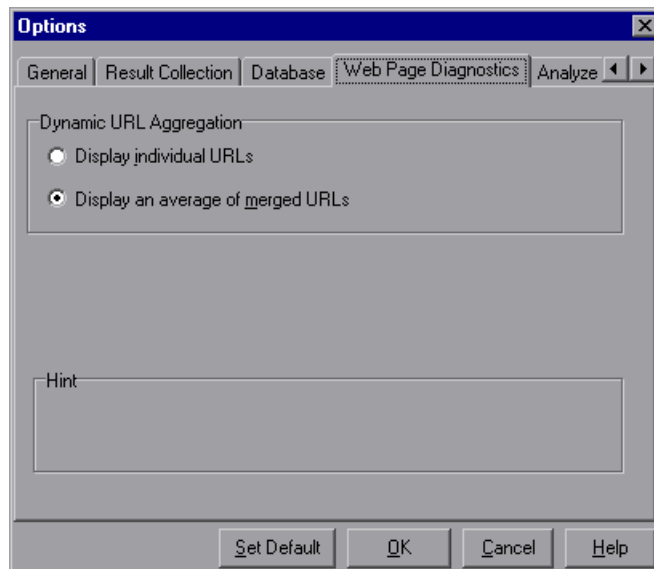 Options
General Result Collection Database Web Page Diagnostics Analyze
Dynamic URL Aggregation
Display individual URLs
Display an average of merged URLs
Hint
Set Default OK Cancel Help